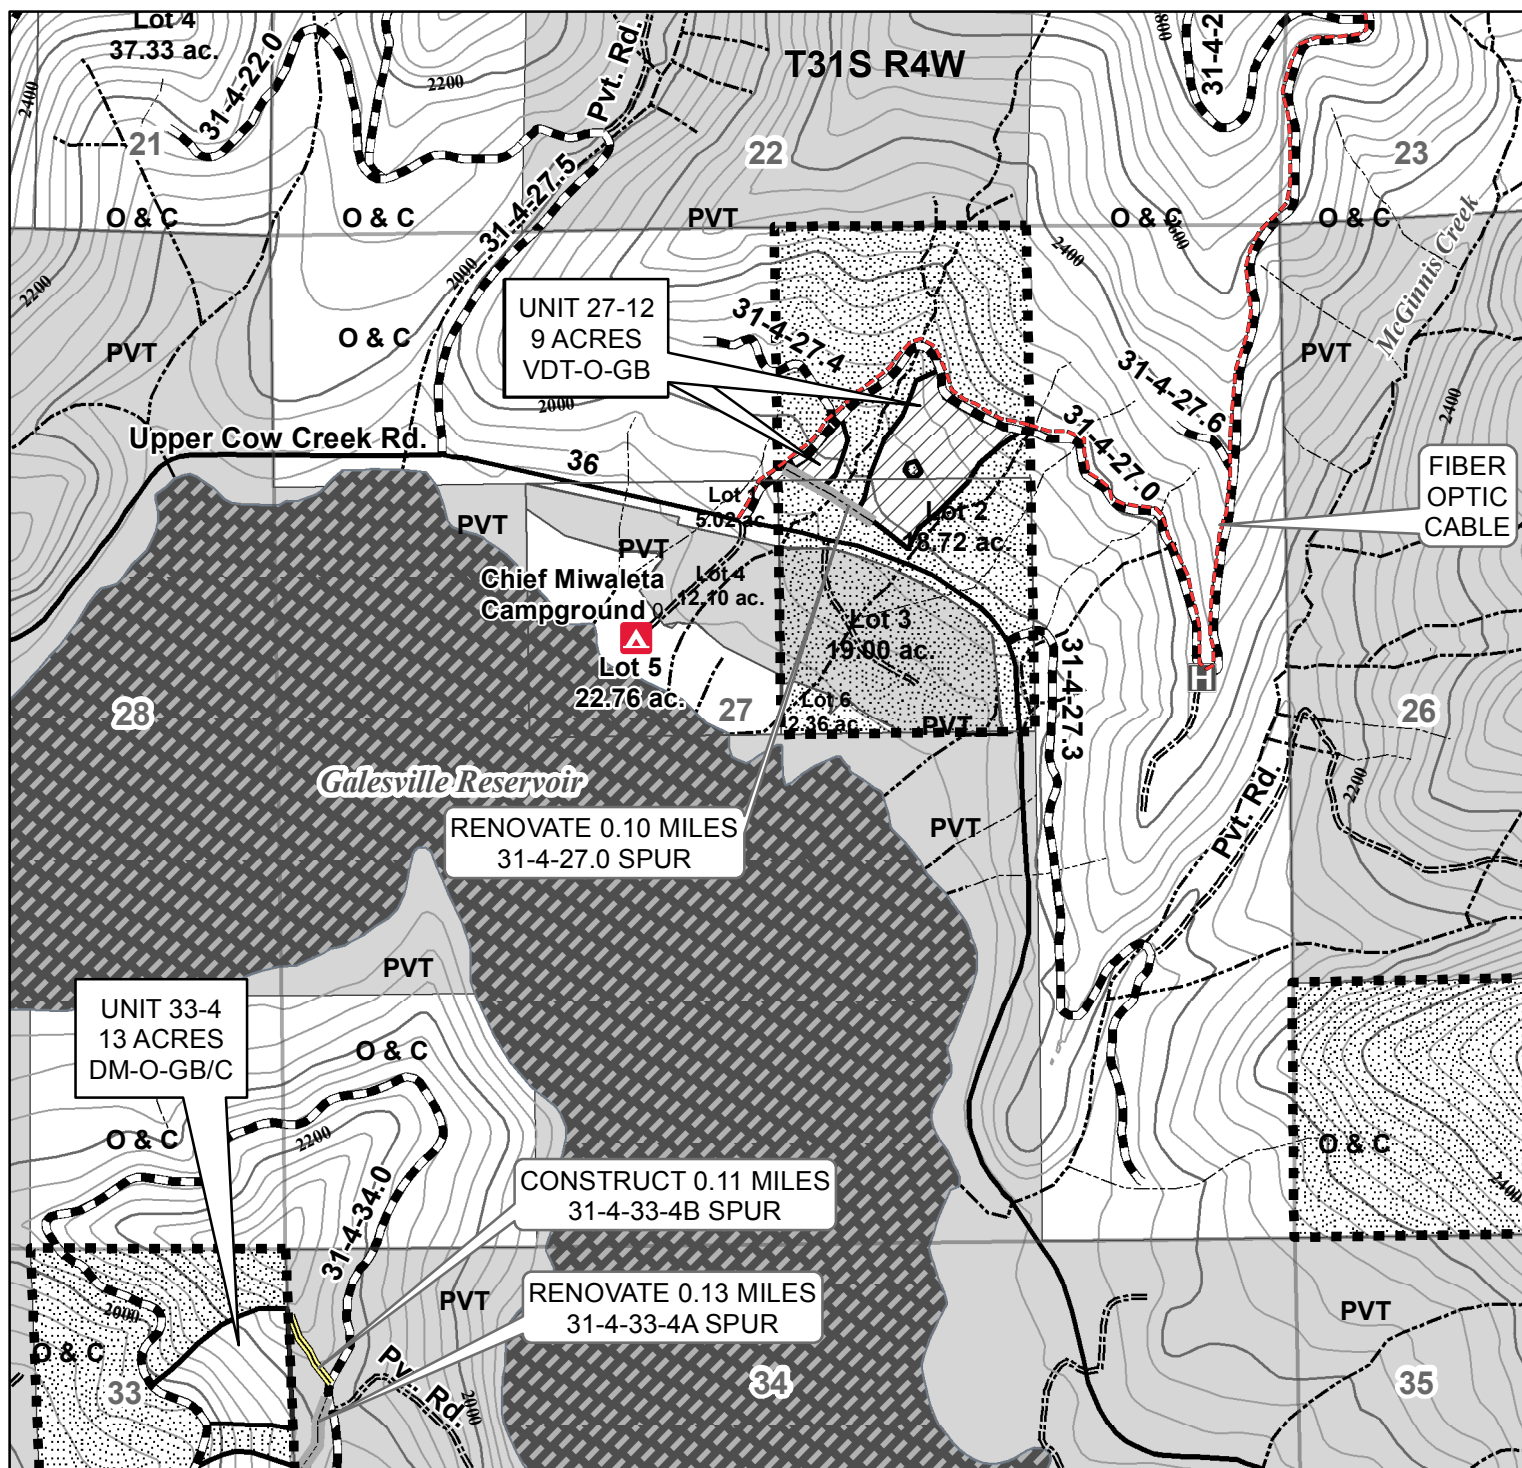 Lot 4
37.33 ac.
2400
31-4-22.0
2200
Pvt. Rd.
T31S R4W
1800
31-4-2
21
22
23
O & C
O & C
31-4-27.5
PVT
O & C
2600
O & C
McGinnis Creek
2200
2000
2400
UNIT 27-12
9 ACRES
VDT-O-GB
31-4-27.4
PVT
O & C
PVT
31-4-27.6
2000
2400
Upper Cow Creek Rd.
36
31-4-27.0
FIBER
OPTIC
CABLE
Lot 1
5.02 ac
PVT
Lot 2
18.72 ac.
PVT
Chief Miwaleta
Campground
Lot 4
12.10 ac.
Lot 3
19.00 ac.
Lot 5
22.76 ac.
31-4-27.3
H
28
27
Lot 6
2.36 ac
PVT
26
Galesville Reservoir
2200
Pvt. Rd.
RENOVATE 0.10 MILES
31-4-27.0 SPUR
PVT
PVT
UNIT 33-4
13 ACRES
DM-O-GB/C
O & C
O & C
2200
O & C
2400
CONSTRUCT 0.11 MILES
31-4-33-4B SPUR
31-4-34.0
RENOVATE 0.13 MILES
31-4-33-4A SPUR
PVT
PVT
2000
O & C
33
Pvt. Rd.
2000
34
35